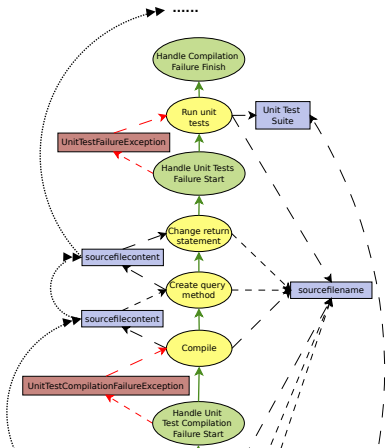 ......
Handle Compilation
Failure Finish
Run unit
tests
Unit Test
Suite
UnitTestFailureException
Handle Unit Tests
Failure Start
Change return
statement
sourcefilecontent
Create query
method
sourcefilename
sourcefilecontent
Compile
UnitTestCompilationFailureException
Handle Unit
Test Compilation
Failure Start